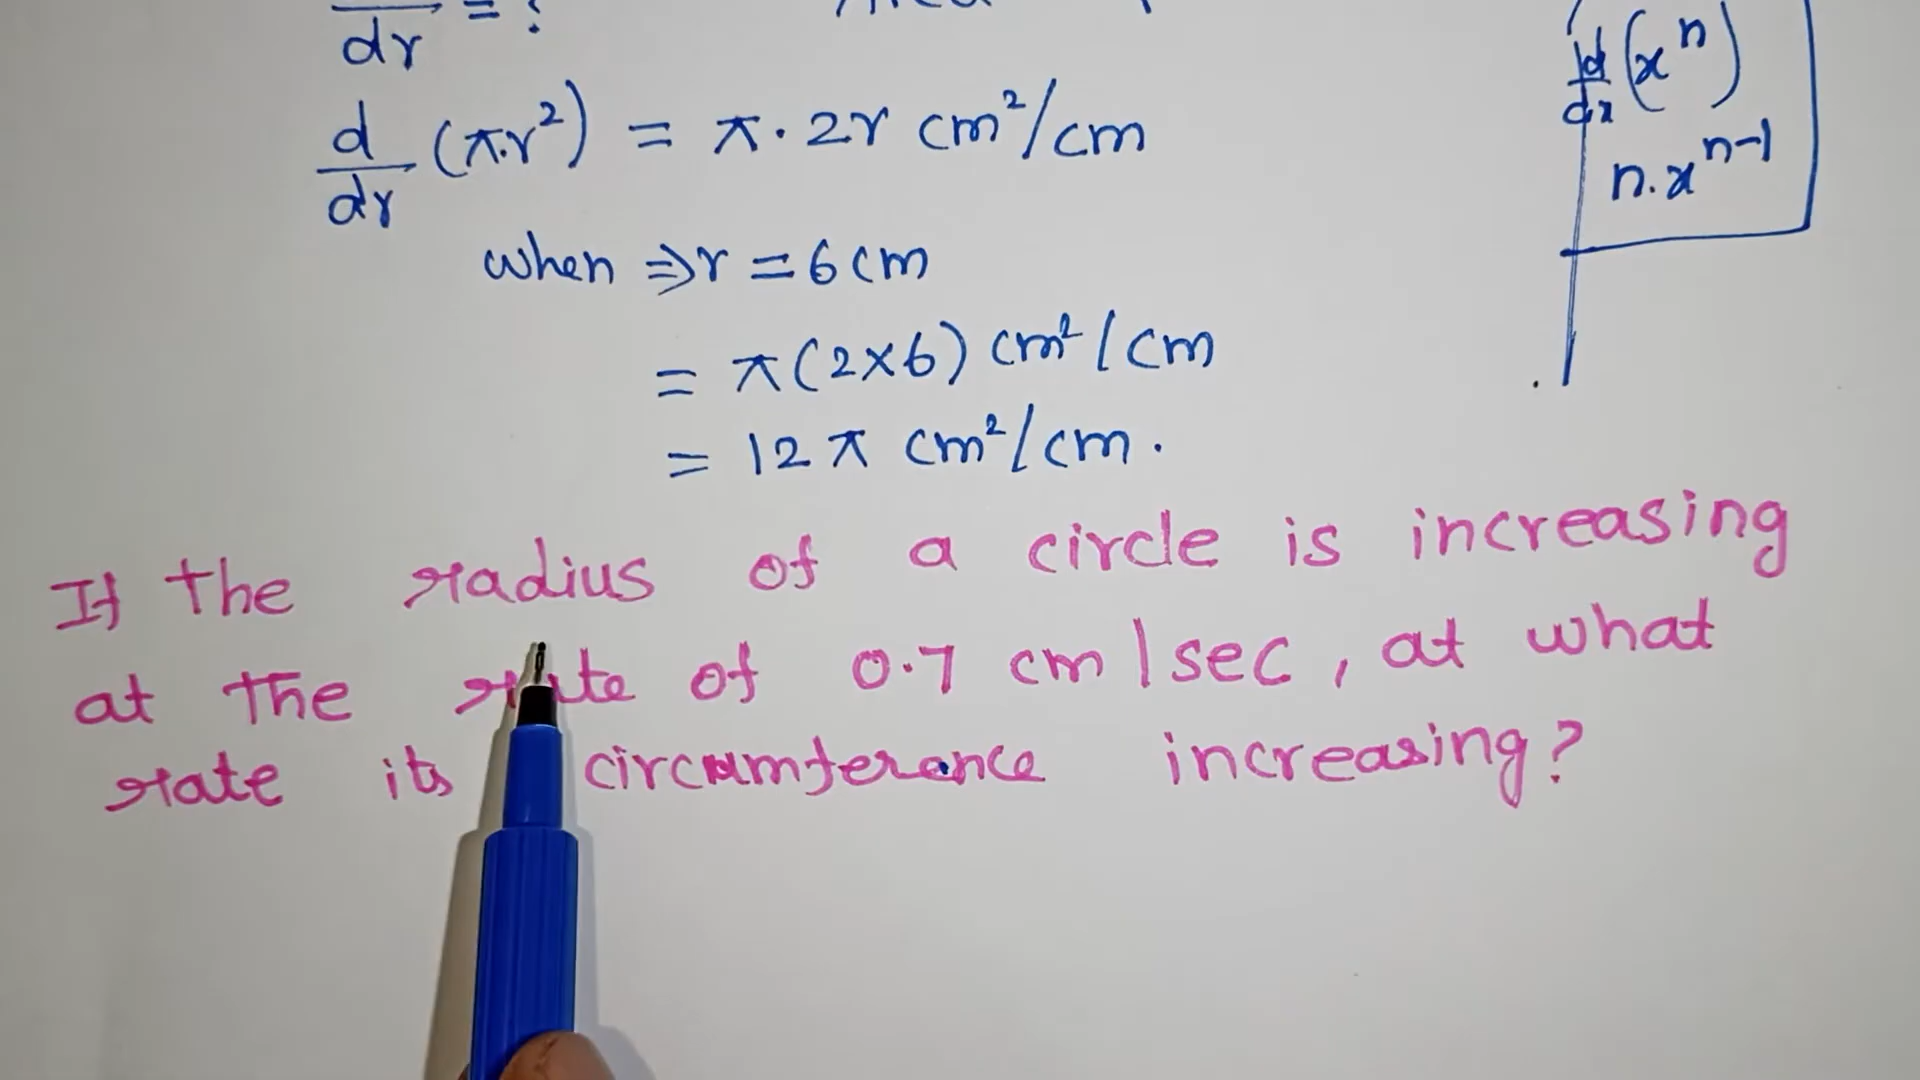 dr = ?
d/dr (π.r²) = π.2r cm²/cm
when ⇒ r = 6 cm
= π(2×6) cm²/cm
= 12π cm²/cm.
d/dx (xⁿ)
n.xⁿ⁻¹
If the radius of a circle is increasing
at the rate of 0.7 cm/sec, at what
rate its circumferance increasing?